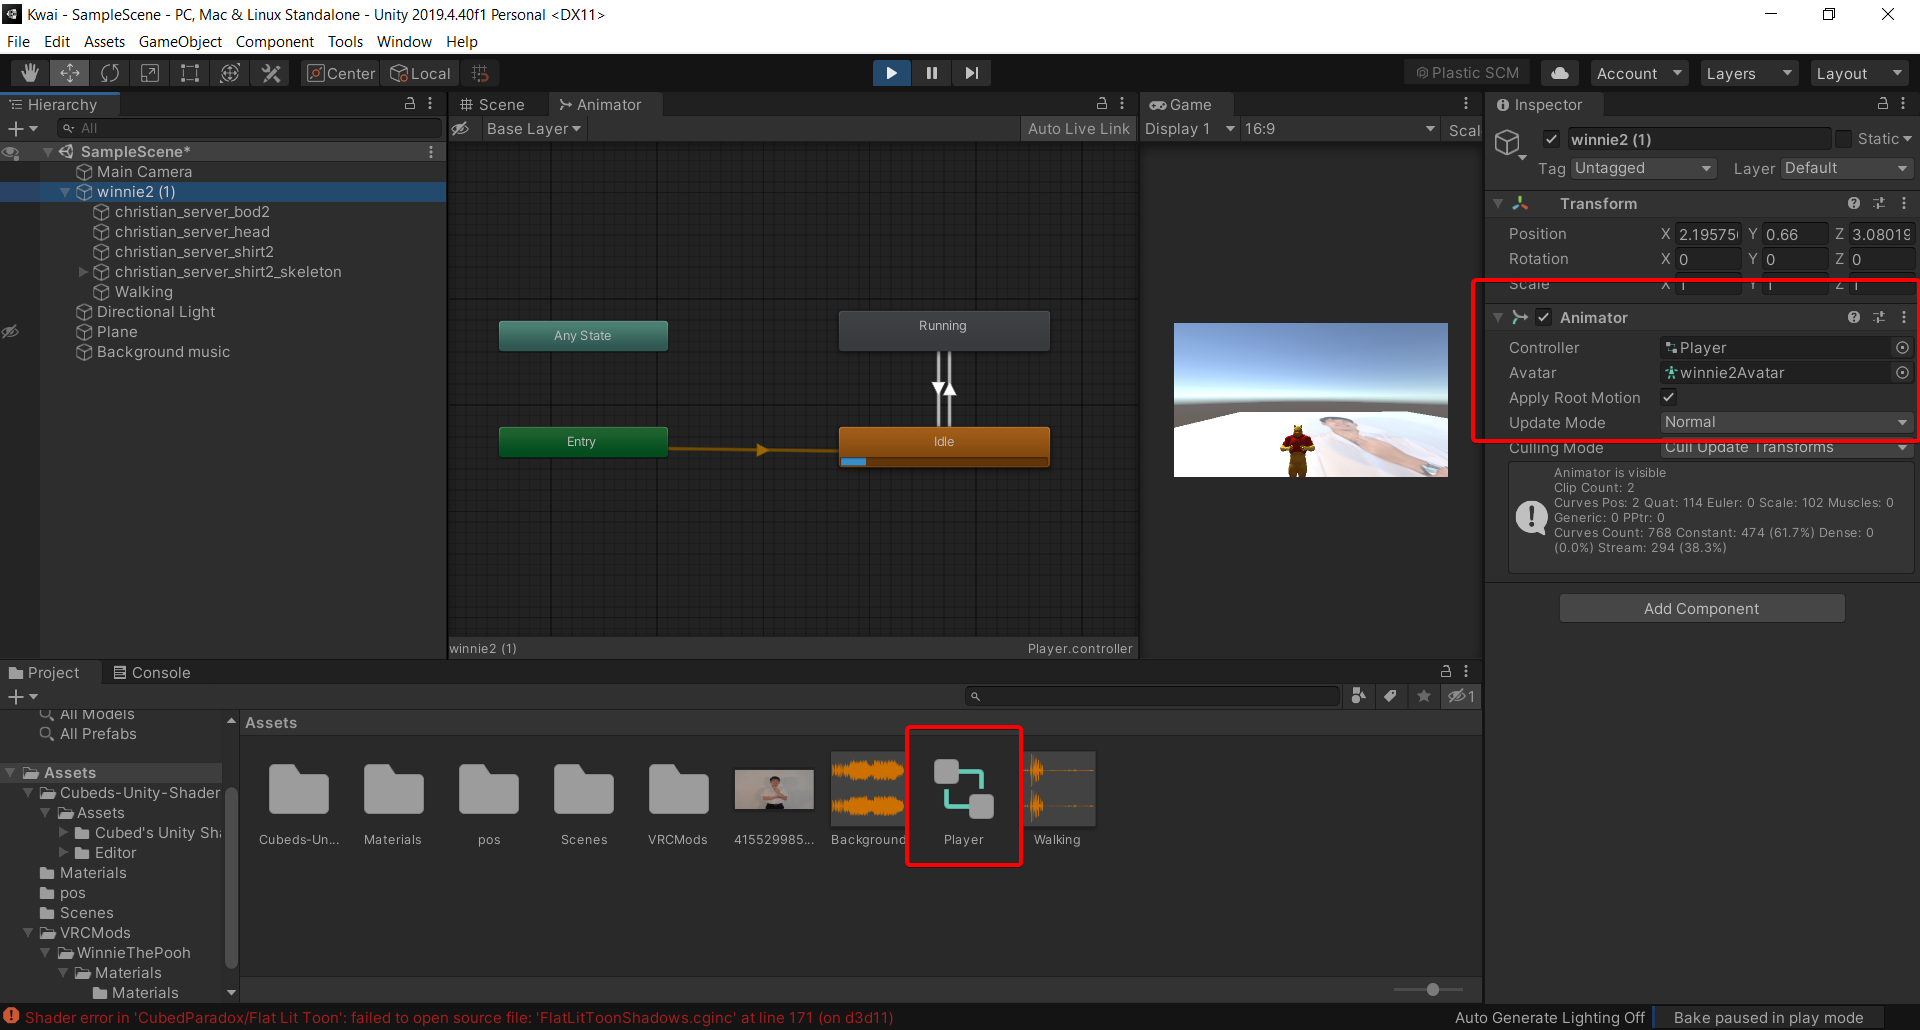 Kwai - SampleScene - PC, Mac & Linux Standalone - Unity 2019.4.40f1 Personal <DX11>
File Edit Assets GameObject Component Tools Window Help
Center Local Plastic SCM Account Layers Layout
Hierarchy
All
SampleScene*
Main Camera
winnie2 (1)
christian_server_bod2
christian_server_head
christian_server_shirt2
christian_server_shirt2_skeleton
Walking
Directional Light
Plane
Background music
Scene Animator
Base Layer Auto Live Link
Any State
Running
Entry
Idle
winnie2 (1) Player.controller
Game
Display 1 16:9 Scal
Inspector
winnie2 (1) Static
Tag Untagged Layer Default
Transform
Position X 2.19575 Y 0.66 Z 3.08019
Rotation X 0 Y 0 Z 0
Scale X 1 Y 1 Z 1
Animator
Controller Player
Avatar winnie2Avatar
Apply Root Motion
Update Mode Normal
Culling Mode Cull Update Transforms
Animator is visible
Clip Count: 2
Curves Pos: 2 Quat: 114 Euler: 0 Scale: 102 Muscles: 0
Generic: 0 PPtr: 0
Curves Count: 768 Constant: 474 (61.7%) Dense: 0
(0.0%) Stream: 294 (38.3%)
Add Component
Project Console
1
All Models
All Prefabs
Assets
Cubeds-Unity-Shader
Assets
Cubed's Unity Sha
Editor
Materials
pos
Scenes
VRCMods
WinnieThePooh
Materials
Materials
Assets
Cubeds-Un... Materials pos Scenes VRCMods 415529985... Background Player Walking
Shader error in 'CubedParadox/Flat Lit Toon': failed to open source file: 'FlatLitToonShadows.cginc' at line 171 (on d3d11)
Auto Generate Lighting Off Bake paused in play mode